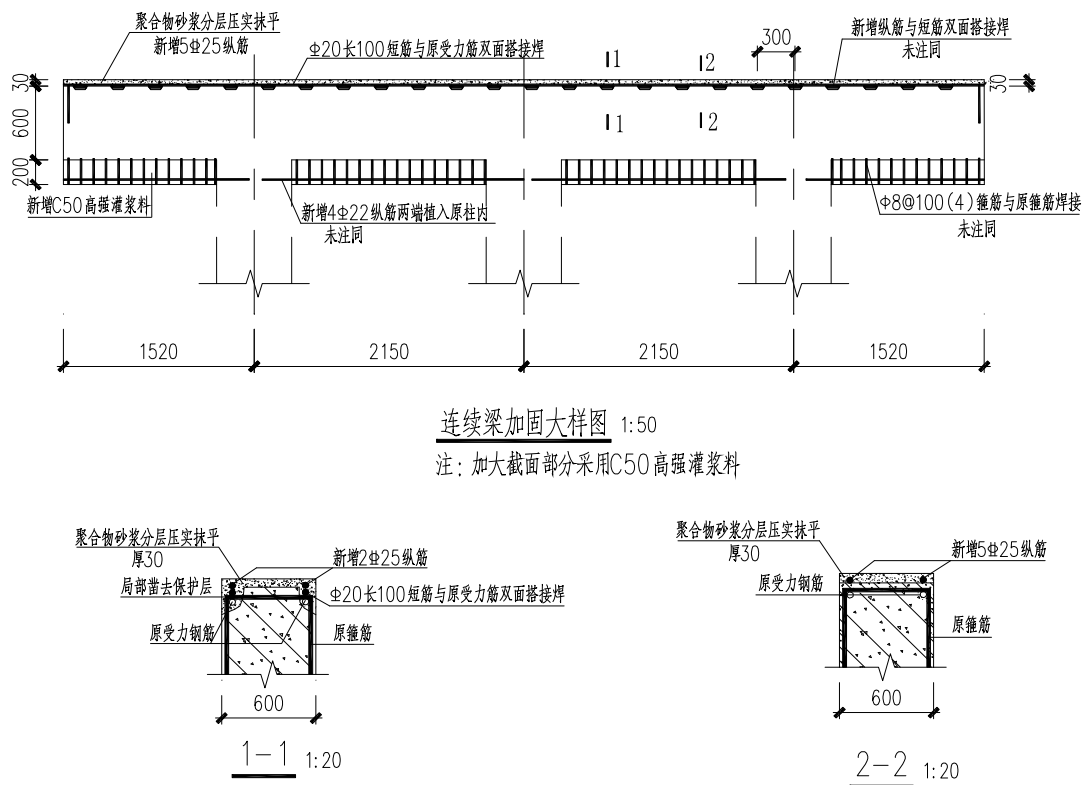 聚合物砂浆分层压实抹平
新增5⌽25纵筋
Φ20长100短筋与原受力筋双面搭接焊
1
2
300
新增纵筋与短筋双面搭接焊
未注同
30
600
200
30
1
2
新增C50高强灌浆料
新增4Φ22纵筋两端植入原柱内
未注同
Φ8@100(4)箍筋与原箍筋焊接
未注同
1520
2150
2150
1520
连续梁加固大样图 1:50
注: 加大截面部分采用C50高强灌浆料
聚合物砂浆分层压实抹平
厚30
新增2⌽25纵筋
局部凿去保护层
Φ20长100短筋与原受力筋双面搭接焊
原受力钢筋
原箍筋
600
1-1 1:20
聚合物砂浆分层压实抹平
厚30
新增5⌽25纵筋
原受力钢筋
原箍筋
600
2-2 1:20